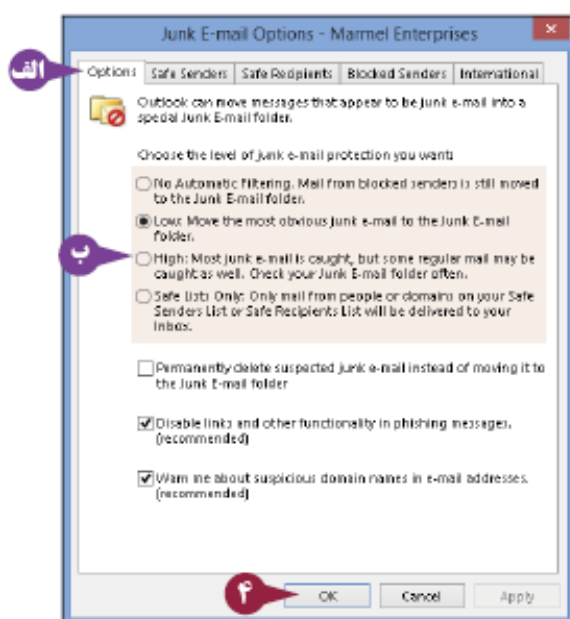 Junk E-mail Options - Marmel Enterprises
×
الف
Options Safe Senders Safe Recipients Blocked Senders International
Outlook can move messages that appear to be junk e-mail into a
special Junk E-mail folder.
Choose the level of junk e-mail protection you want:
No Automatic Filtering. Mail from blocked senders is still moved
to the Junk E-mail folder.
Low: Move the most obvious junk e-mail to the Junk E-mail
folder.
ب
High: Most junk e-mail is caught, but some regular mail may be
caught as well. Check your Junk E-mail folder often.
Safe Lists Only: Only mail from people or domains on your Safe
Senders List or Safe Recipients List will be delivered to your
Inbox.
Permanently delete suspected junk e-mail instead of moving it to
the Junk E-mail folder
Disable links and other functionality in phishing messages.
(recommended)
Warn me about suspicious domain names in e-mail addresses.
(recommended)
۴
OK Cancel Apply